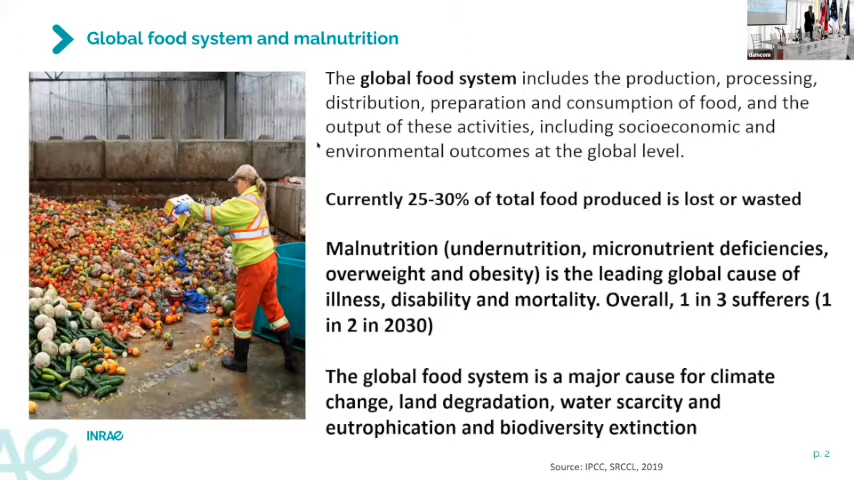 Global food system and malnutrition
damcom
The global food system includes the production, processing,
distribution, preparation and consumption of food, and the
output of these activities, including socioeconomic and
environmental outcomes at the global level.
Currently 25-30% of total food produced is lost or wasted
Malnutrition (undernutrition, micronutrient deficiencies,
overweight and obesity) is the leading global cause of
illness, disability and mortality. Overall, 1 in 3 sufferers (1
in 2 in 2030)
The global food system is a major cause for climate
change, land degradation, water scarcity and
eutrophication and biodiversity extinction
INRAE
p. 2
Source: IPCC, SRCCL, 2019